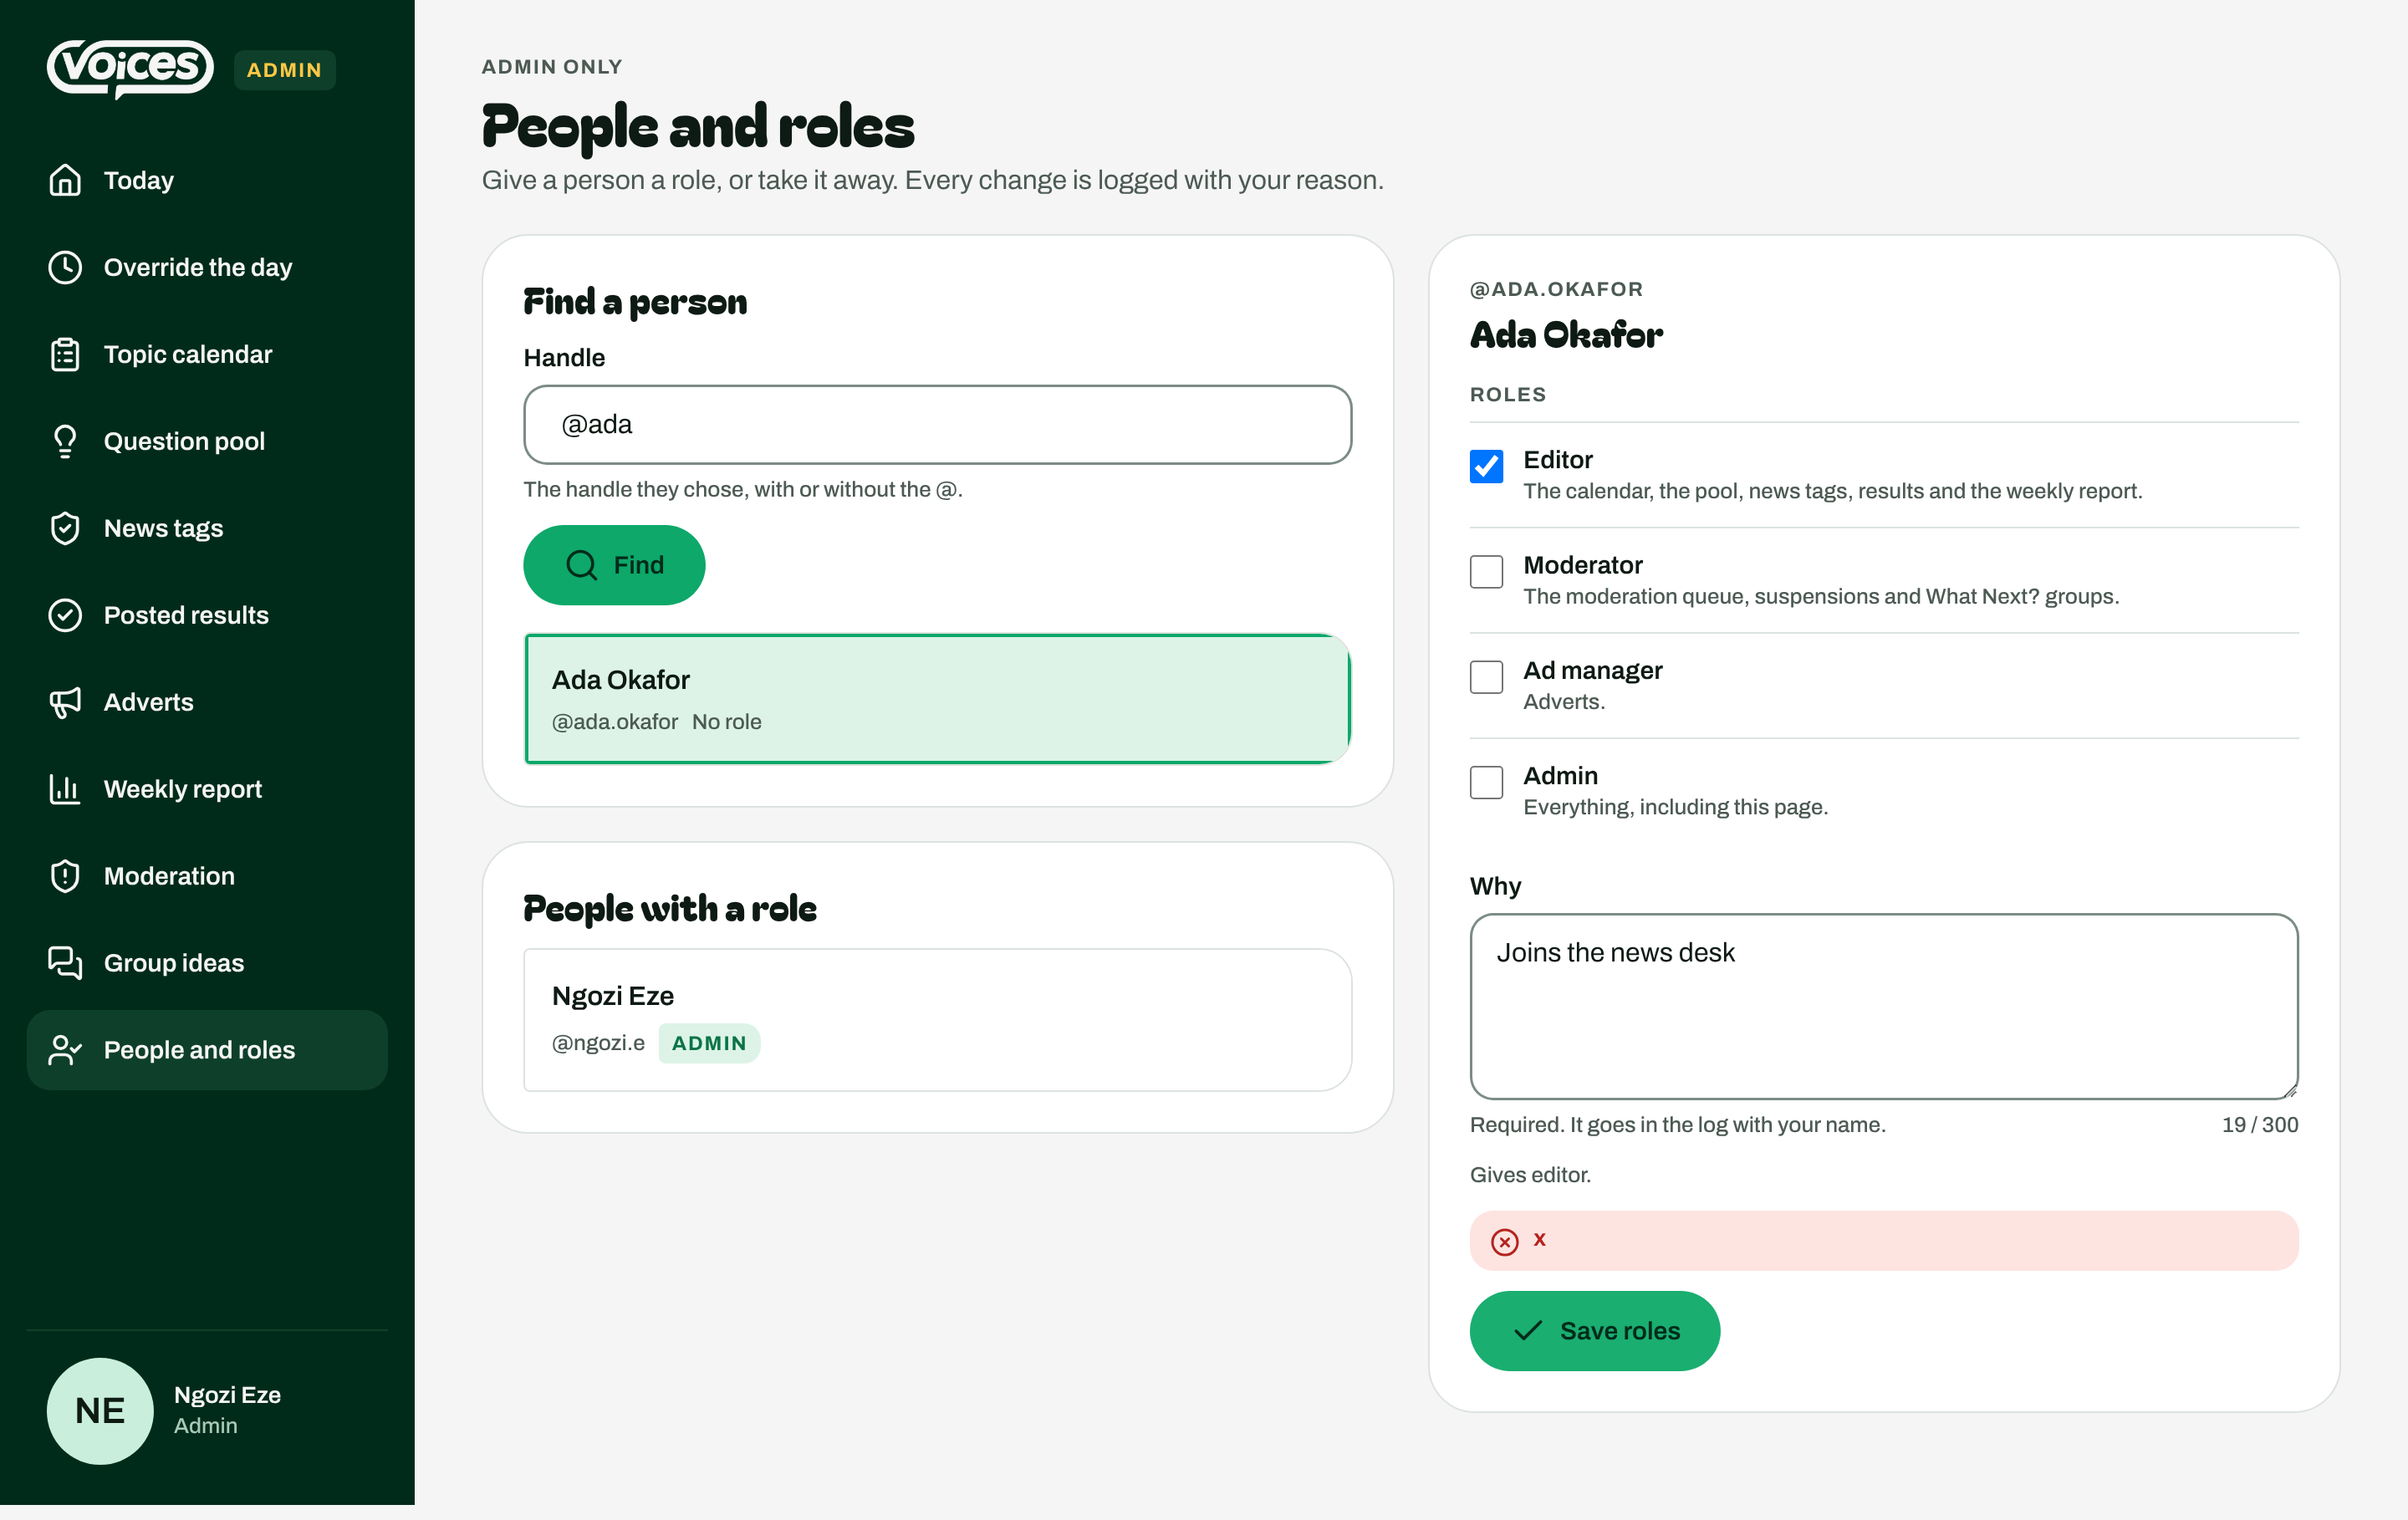 voices ADMIN
Today
Override the day
Topic calendar
Question pool
News tags
Posted results
Adverts
Weekly report
Moderation
Group ideas
People and roles
NE
Ngozi Eze
Admin
ADMIN ONLY
People and roles
Give a person a role, or take it away. Every change is logged with your reason.
Find a person
Handle
@ada
The handle they chose, with or without the @.
Find
Ada Okafor
@ada.okafor No role
People with a role
Ngozi Eze
@ngozi.e ADMIN
@ADA.OKAFOR
Ada Okafor
ROLES
Editor
The calendar, the pool, news tags, results and the weekly report.
Moderator
The moderation queue, suspensions and What Next? groups.
Ad manager
Adverts.
Admin
Everything, including this page.
Why
Joins the news desk
Required. It goes in the log with your name. 19 / 300
Gives editor.
x
Save roles